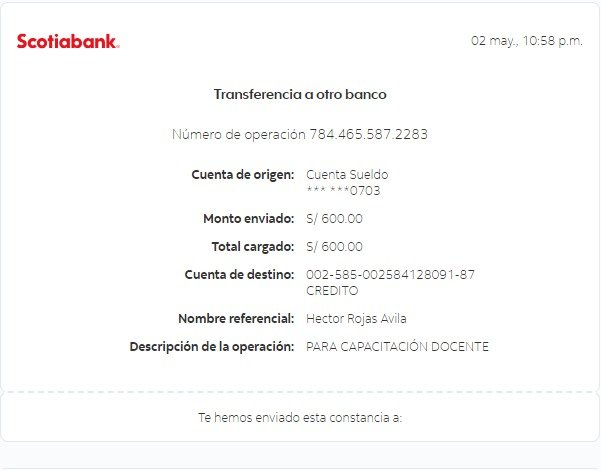 Scotiabank.
02 may., 10:58 p.m.
Transferencia a otro banco
Número de operación 784.465.587.2283
Cuenta de origen: Cuenta Sueldo
*** ***0703
Monto enviado: S/ 600.00
Total cargado: S/ 600.00
Cuenta de destino: 002-585-002584128091-87
CREDITO
Nombre referencial: Hector Rojas Avila
Descripción de la operación: PARA CAPACITACIÓN DOCENTE
Te hemos enviado esta constancia a: